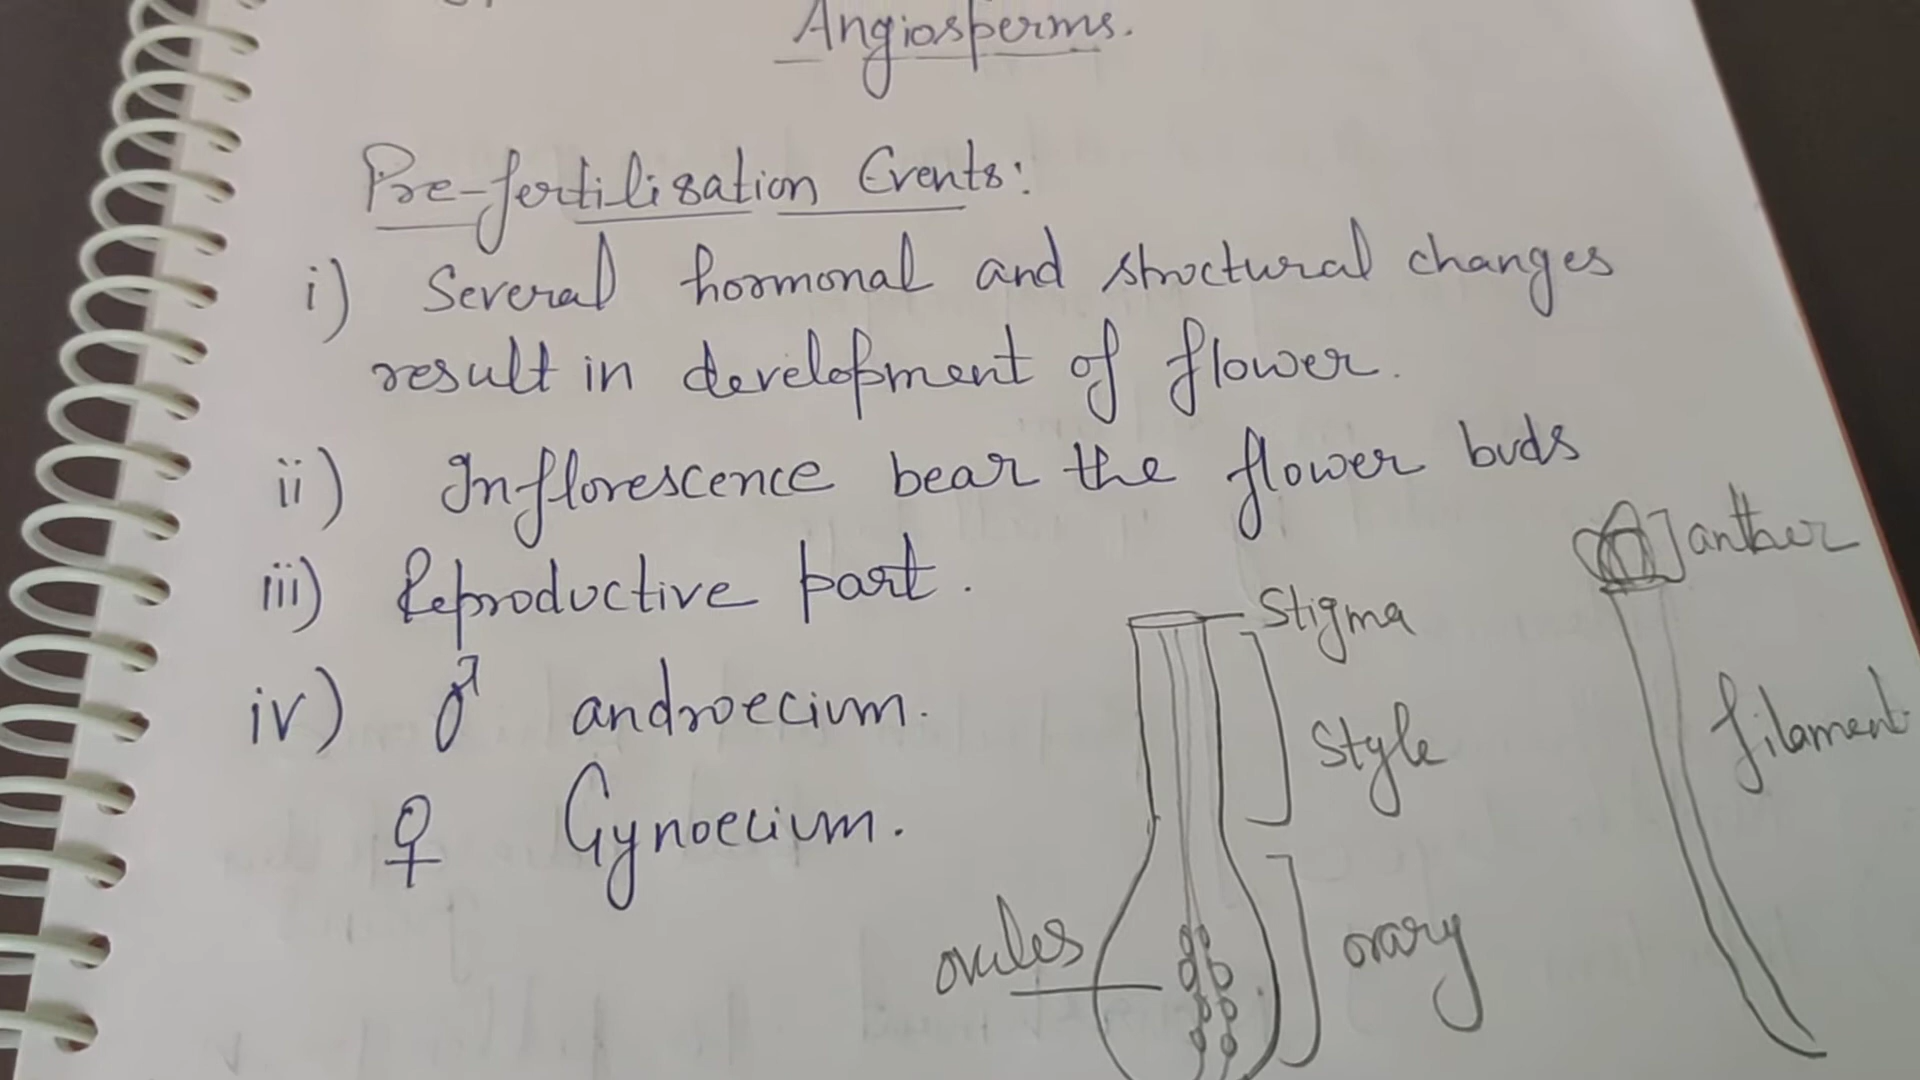 Angiosperms.
Pre-fertilisation Events:
i) Several hormonal and structural changes
result in development of flower.
ii) Inflorescence bear the flower buds
iii) Reproductive part.
iv) ♂ androecium.
♀ Gynoecium.
anther
filament
Stigma
Style
ovary
ovules